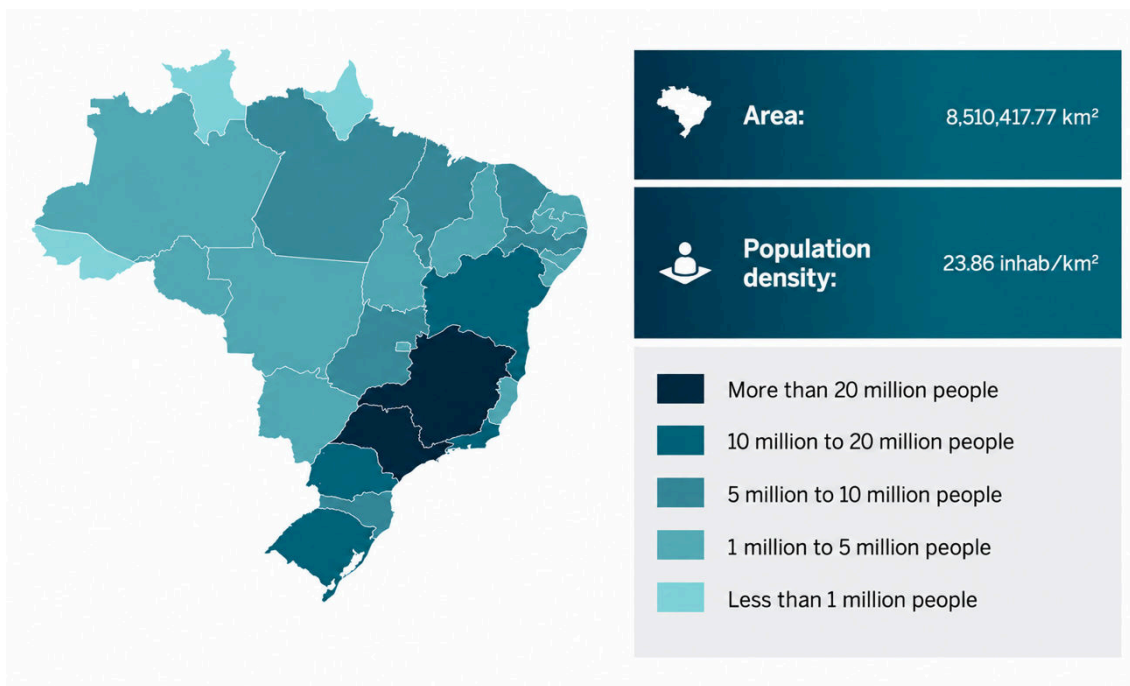 Area:
8,510,417.77 km²
Population
density:
23.86 inhab/km²
More than 20 million people
10 million to 20 million people
5 million to 10 million people
1 million to 5 million people
Less than 1 million people